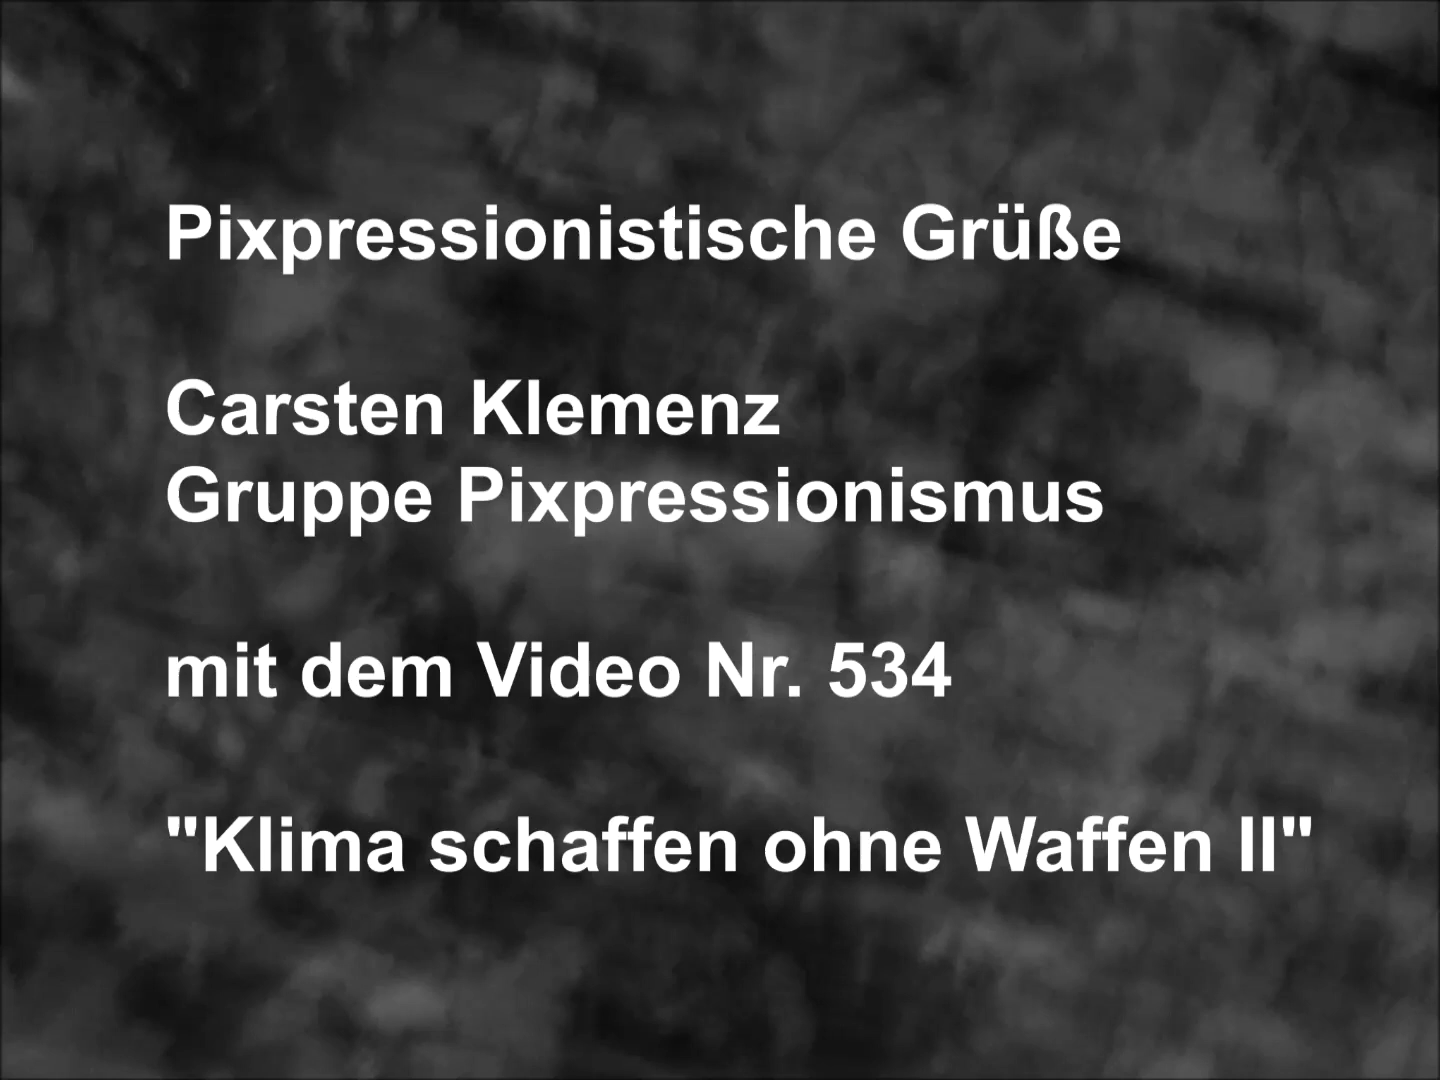 Pixpressionistische Grüße
Carsten Klemenz
Gruppe Pixpressionismus
mit dem Video Nr. 534
"Klima schaffen ohne Waffen II"